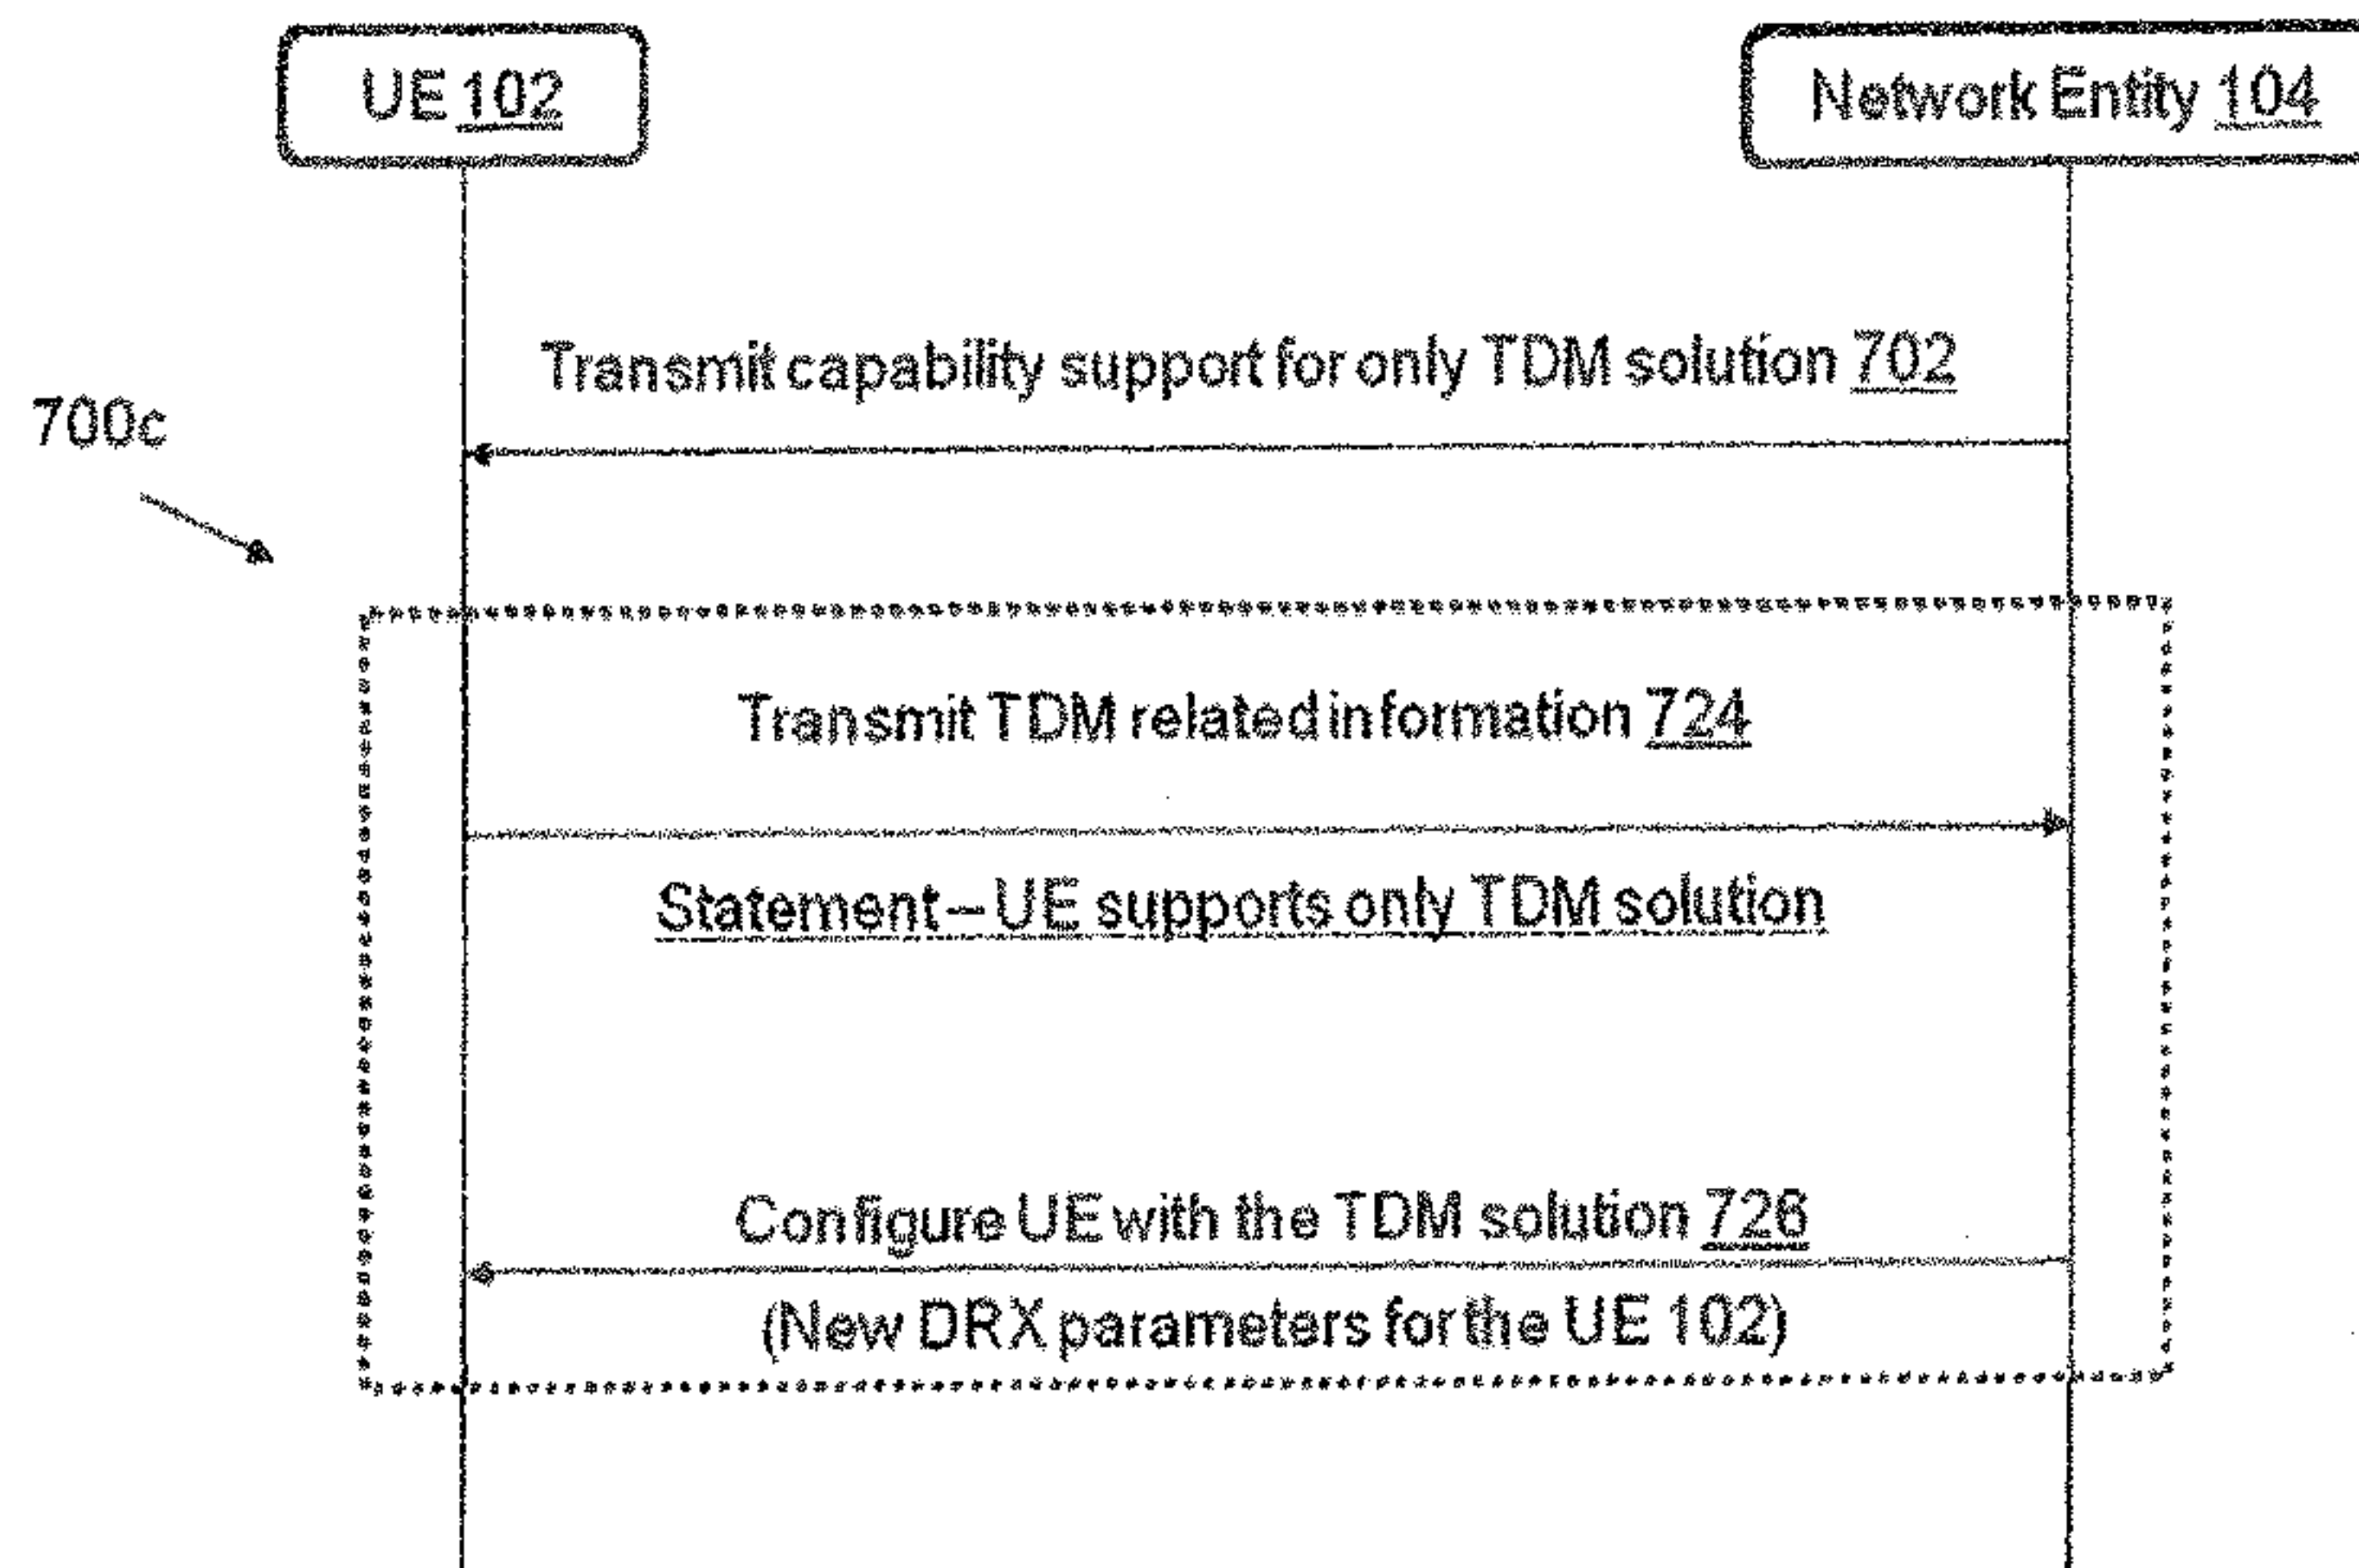 UE 102
Network Entity 104
Transmit capability support for only TDM solution 702
700c
Transmit TDM related information 724
Statement – UE supports only TDM solution
Configure UE with the TDM solution 726
(New DRX parameters for the UE 102)